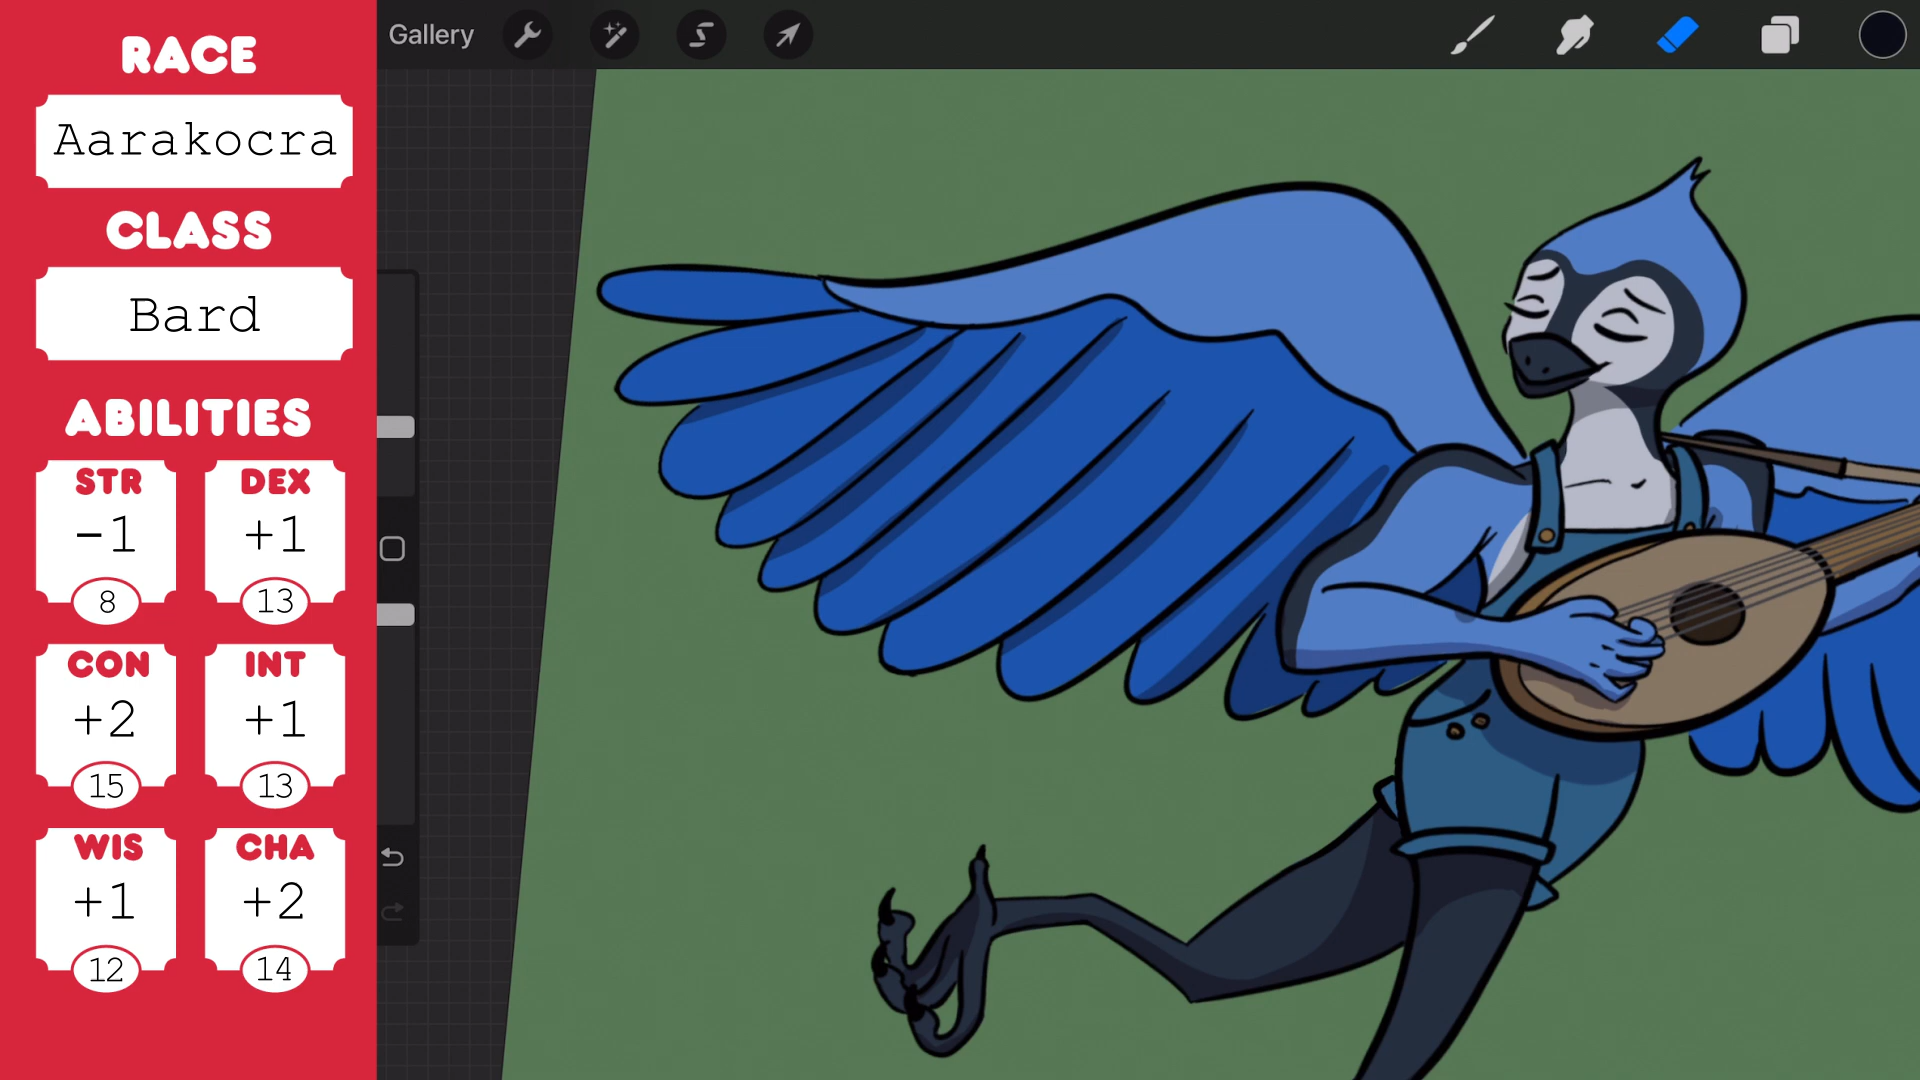 RACE
Aarakocra
CLASS
Bard
ABILITIES
STR DEX
-1 +1
8 13
CON INT
+2 +1
15 13
WIS CHA
+1 +2
12 14
Gallery